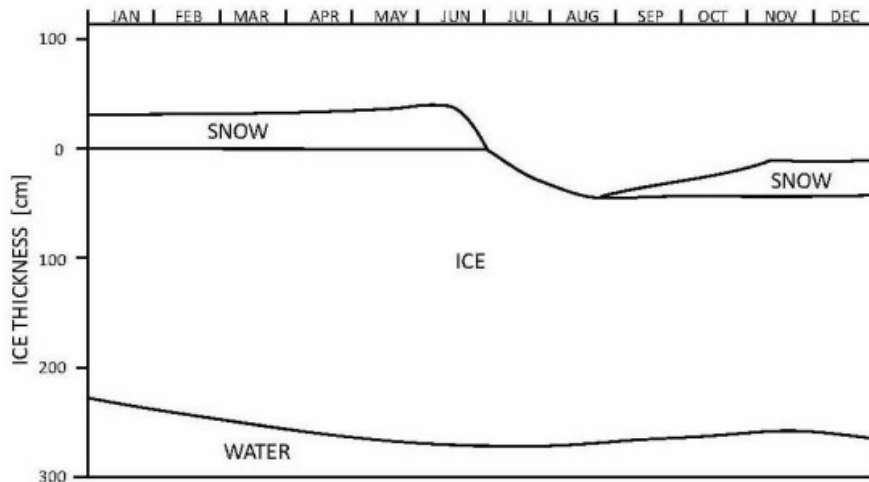 JAN FEB MAR APR MAY JUN JUL AUG SEP OCT NOV DEC
100
SNOW
0
SNOW
ICE THICKNESS [cm]
100
ICE
200
WATER
300